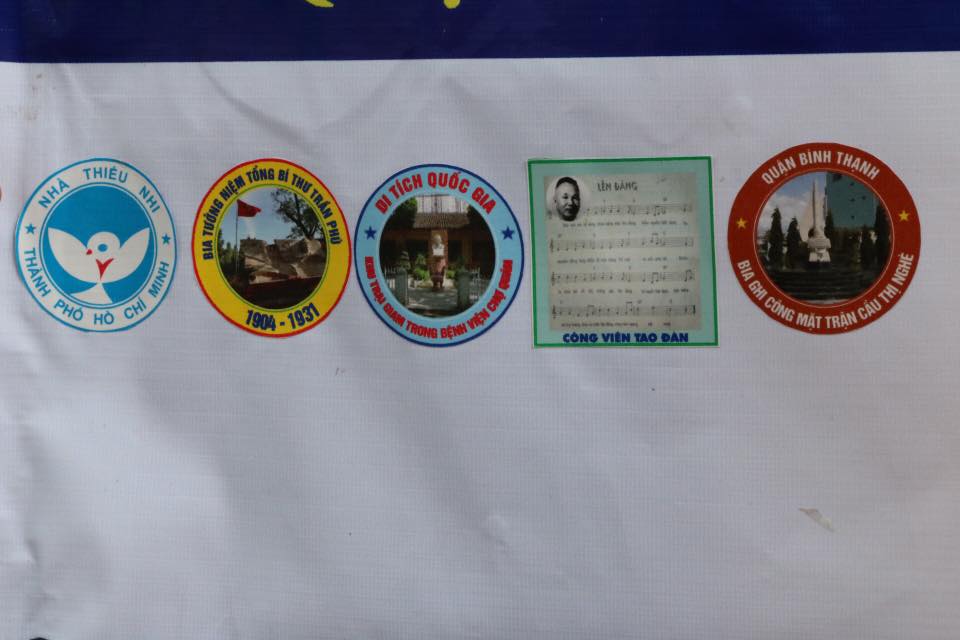 NHÀ THIẾU NHI
THÀNH PHỐ HỒ CHÍ MINH
BIA TƯỞNG NIỆM TỔNG BÍ THƯ TRẦN PHÚ
1904 - 1931
DI TÍCH QUỐC GIA
KHU TRẠI GIAM TRONG BỆNH VIỆN CHỢ QUÁN
LÊN ĐÀNG
CÔNG VIÊN TAO ĐÀN
QUẬN BÌNH THẠNH
BIA GHI CÔNG MẶT TRẬN CẦU THỊ NGHÈ